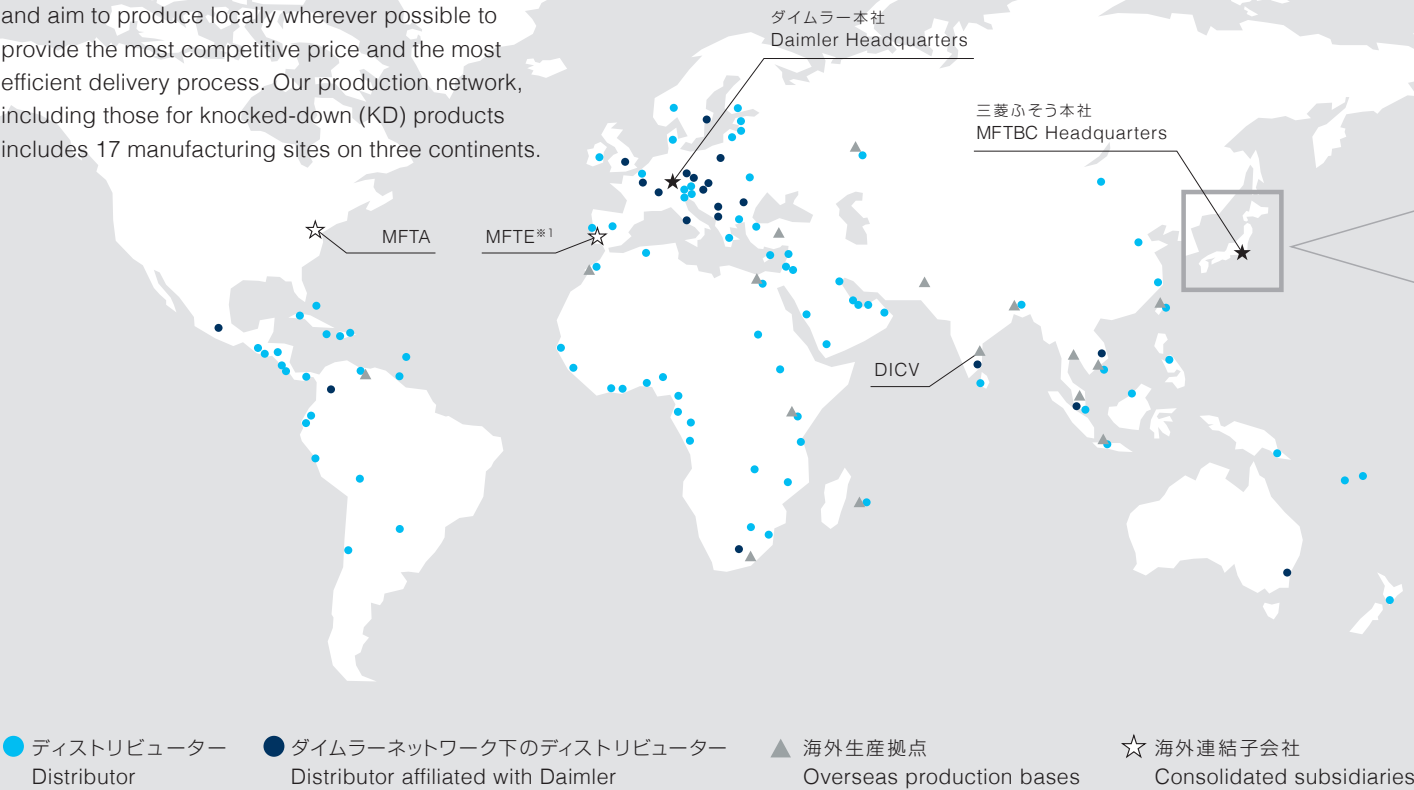 and aim to produce locally wherever possible to
provide the most competitive price and the most
efficient delivery process. Our production network,
including those for knocked-down (KD) products
includes 17 manufacturing sites on three continents.
ダイムラー本社
Daimler Headquarters
三菱ふそう本社
MFTBC Headquarters
MFTA
MFTE※1
DICV
ディストリビューター
Distributor
ダイムラーネットワーク下のディストリビューター
Distributor affiliated with Daimler
海外生産拠点
Overseas production bases
海外連結子会社
Consolidated subsidiaries